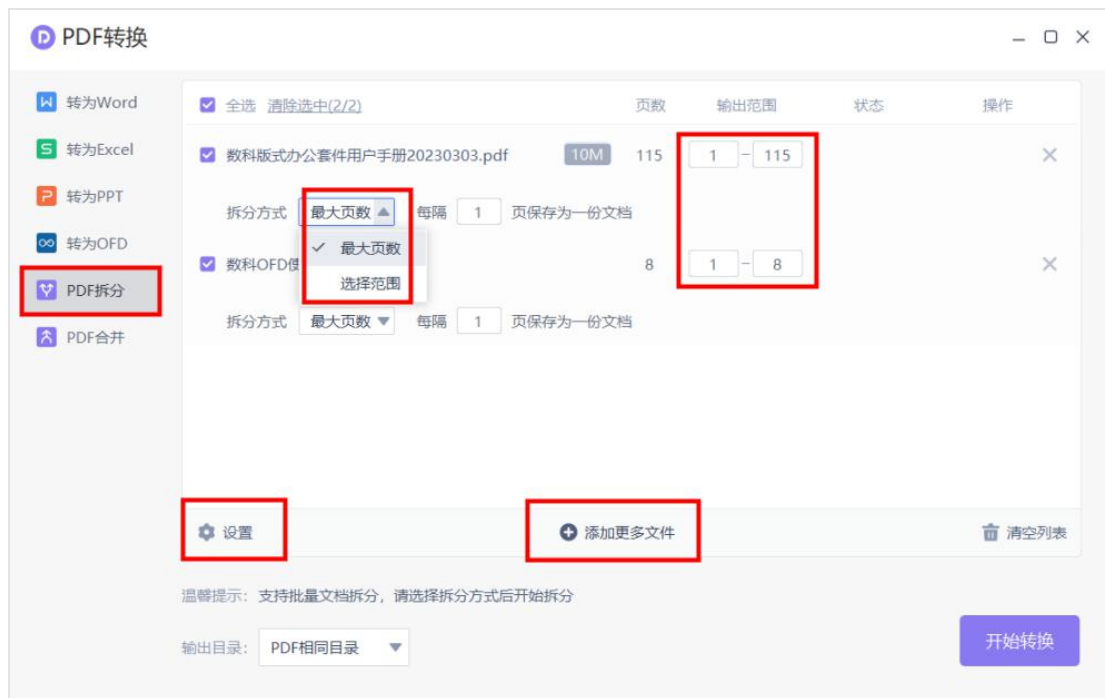 PDF转换
转为Word
转为Excel
转为PPT
转为OFD
PDF拆分
PDF合并
全选 清除选中(2/2) 页数 输出范围 状态 操作
数科版式办公套件用户手册20230303.pdf 10M 115 1 - 115
拆分方式 最大页数 每隔 1 页保存为一份文档
最大页数
选择范围
数科OFD 8 1 - 8
拆分方式 最大页数 每隔 1 页保存为一份文档
设置 添加更多文件 清空列表
温馨提示：支持批量文档拆分，请选择拆分方式后开始拆分
输出目录： PDF相同目录 开始转换